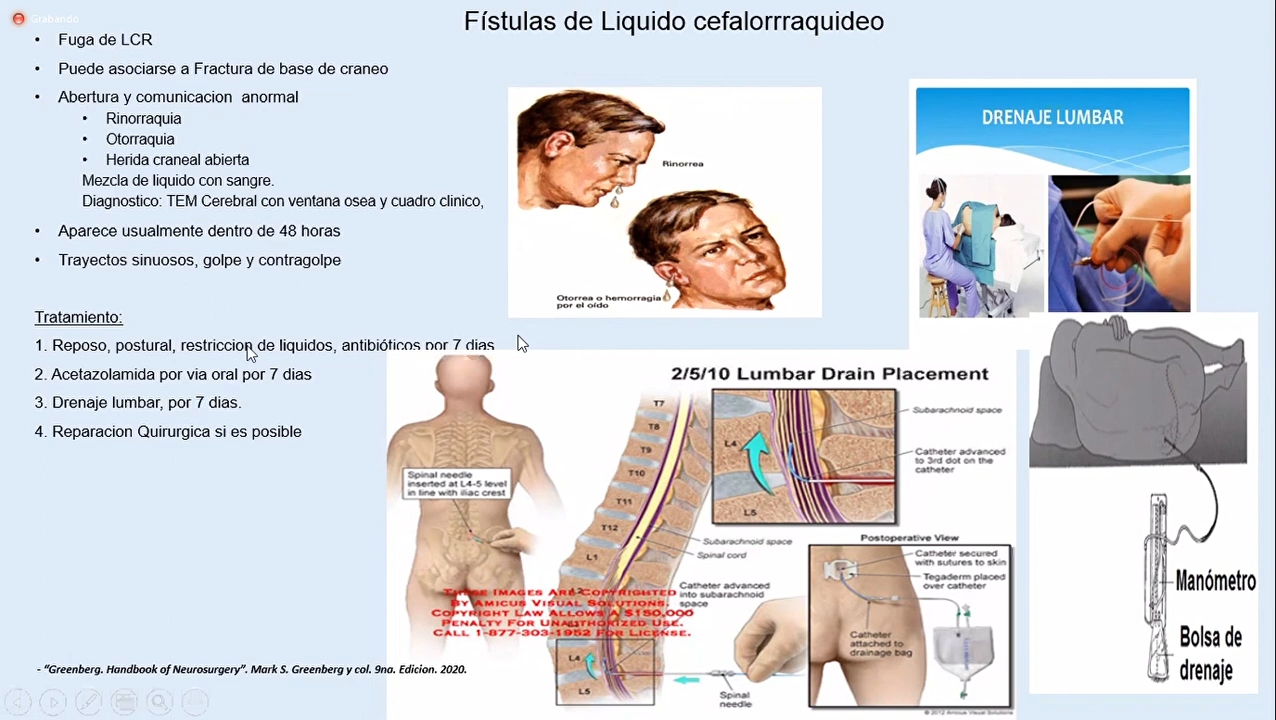 Grabando
Fístulas de Liquido cefalorrraquideo
• Fuga de LCR
• Puede asociarse a Fractura de base de craneo
• Abertura y comunicacion anormal
• Rinorraquia
• Otorraquia
• Herida craneal abierta
Mezcla de liquido con sangre.
Diagnostico: TEM Cerebral con ventana osea y cuadro clinico,
• Aparece usualmente dentro de 48 horas
• Trayectos sinuosos, golpe y contragolpe
Tratamiento:
1. Reposo, postural, restriccion de liquidos, antibióticos por 7 dias
2. Acetazolamida por via oral por 7 dias
3. Drenaje lumbar, por 7 dias.
4. Reparacion Quirurgica si es posible
Rinorrea
Otorrea o hemorragia
por el oído
DRENAJE LUMBAR
2/5/10 Lumbar Drain Placement
Spinal needle
inserted at L4-5 level
in line with iliac crest
T7
T8
T9
T10
T11
T12
L1
Subarachnoid space
Spinal cord
Catheter advanced
into subarachnoid
space
L4
L5
Spinal
needle
L4
L5
Subarachnoid space
Catheter advanced
to 3rd dot on the
catheter
Postoperative View
Catheter secured
with sutures to skin
Tegaderm placed
over catheter
Catheter
attached to
drainage bag
These Images Are Copyrighted
By Amicus Visual Solutions.
Copyright Law Allows A $150,000
Penalty For Unauthorized Use.
Call 1-877-303-1952 For License.
© 2012 Amicus Visual Solutions
Manómetro
Bolsa de
drenaje
- “Greenberg. Handbook of Neurosurgery”. Mark S. Greenberg y col. 9na. Edicion. 2020.